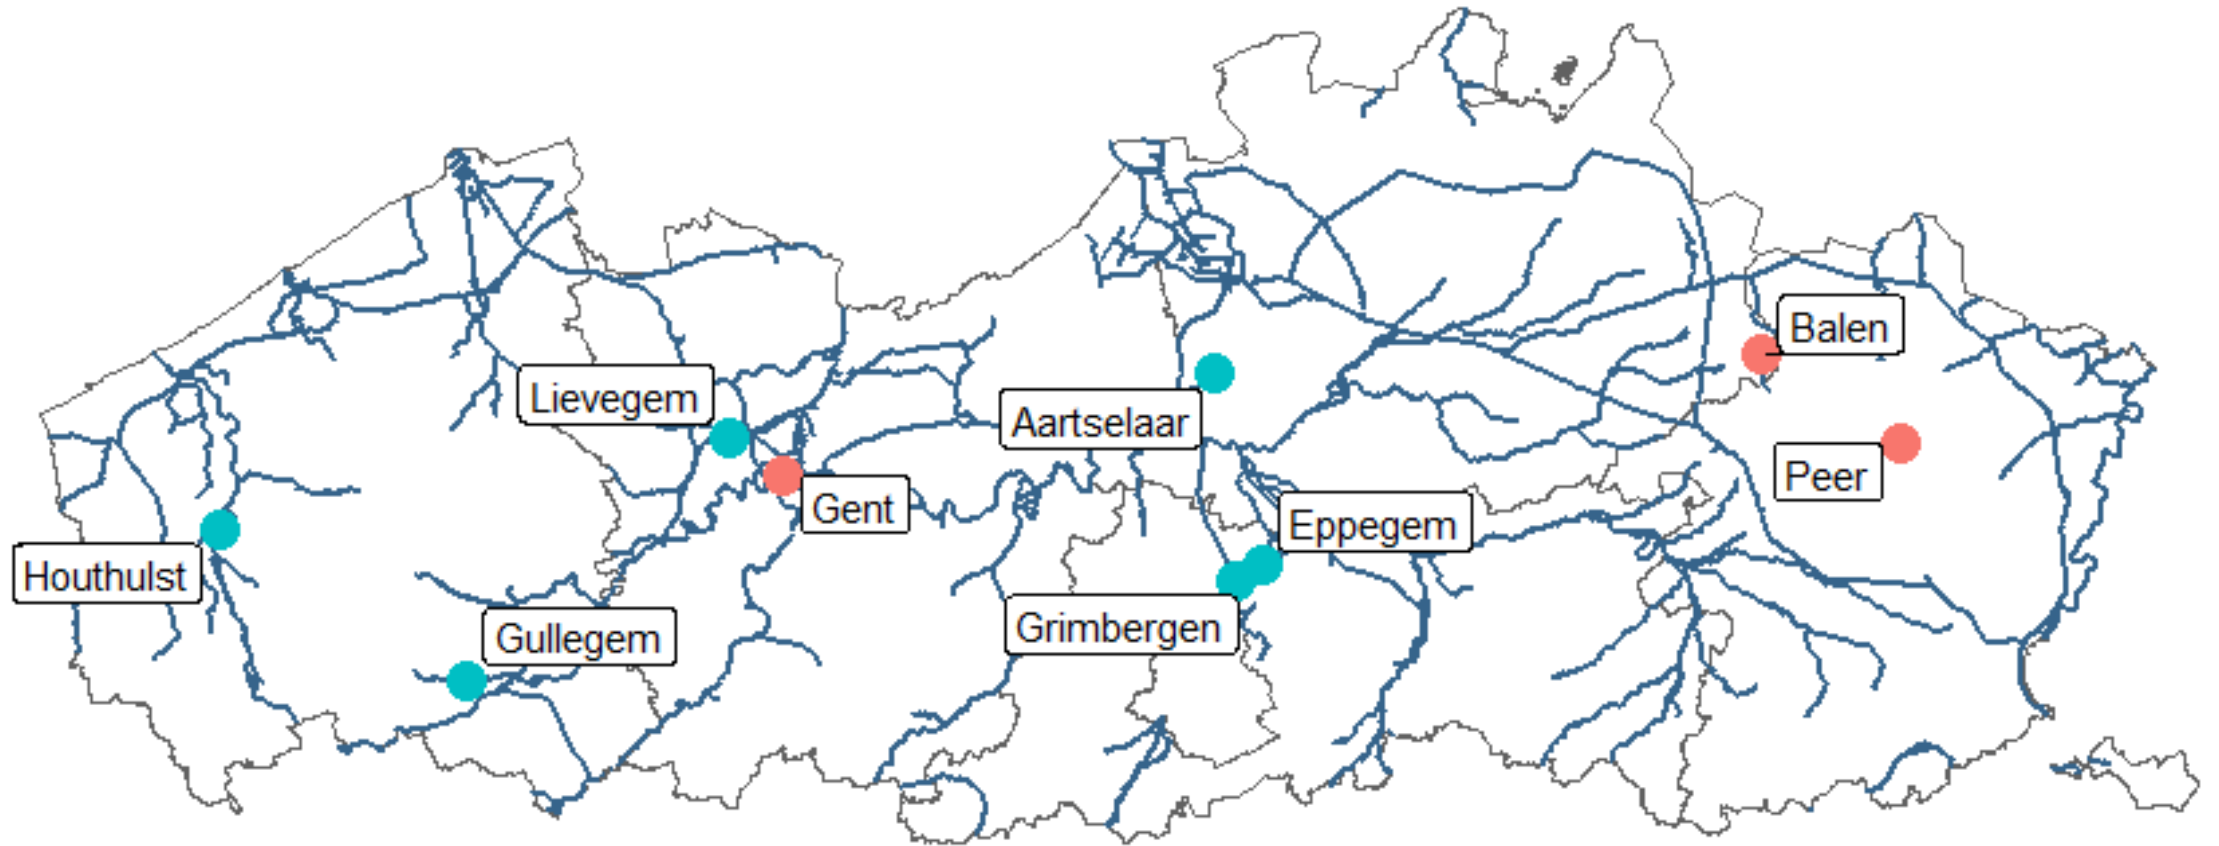 Balen
Lievegem
Aartselaar
Peer
Gent
Eppegem
Houthulst
Gullegem
Grimbergen